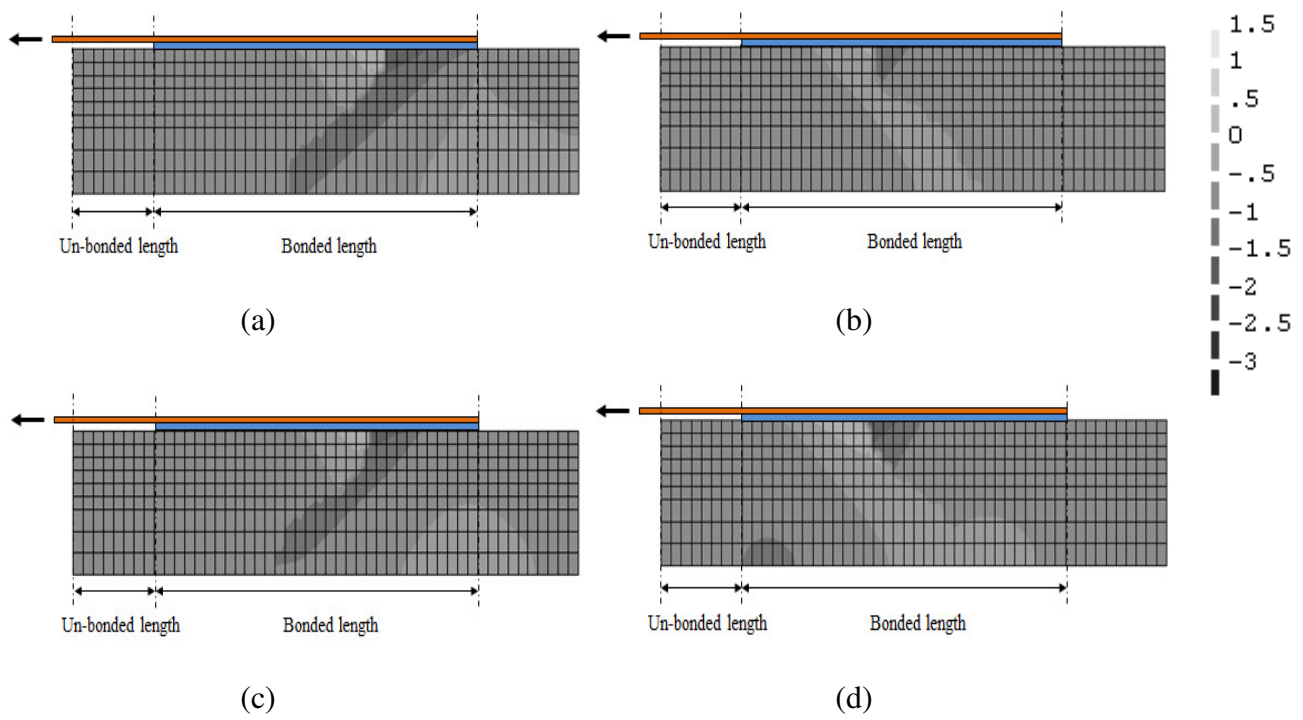 Un-bonded length
Bonded length
(a)
Un-bonded length
Bonded length
(b)
1.5
1
.5
0
-.5
-1
-1.5
-2
-2.5
-3
Un-bonded length
Bonded length
(c)
Un-bonded length
Bonded length
(d)